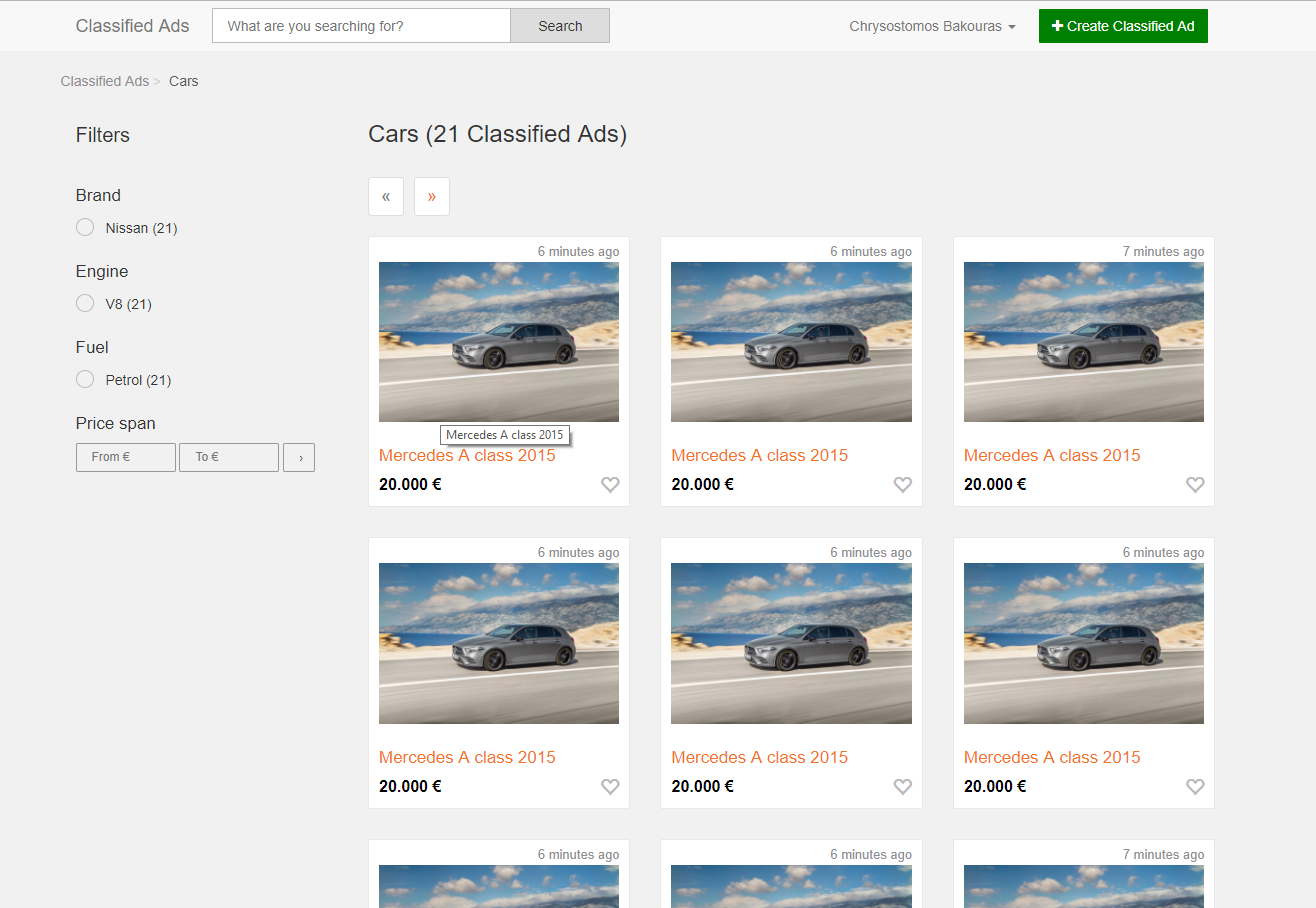 Classified Ads
What are you searching for?
Search
Chrysostomos Bakouras
Create Classified Ad
Classified Ads > Cars
Filters
Brand
Nissan (21)
Engine
V8 (21)
Fuel
Petrol (21)
Price span
From €
To €
›
Cars (21 Classified Ads)
« »
6 minutes ago
Mercedes A class 2015
Mercedes A class 2015
20.000 €
6 minutes ago
Mercedes A class 2015
20.000 €
7 minutes ago
Mercedes A class 2015
20.000 €
6 minutes ago
Mercedes A class 2015
20.000 €
6 minutes ago
Mercedes A class 2015
20.000 €
6 minutes ago
Mercedes A class 2015
20.000 €
6 minutes ago
6 minutes ago
7 minutes ago